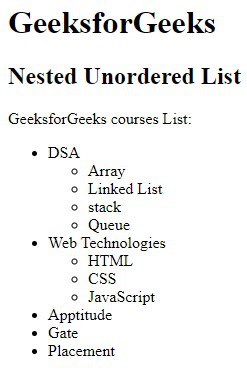 GeeksforGeeks
Nested Unordered List
GeeksforGeeks courses List:
DSA
Array
Linked List
stack
Queue
Web Technologies
HTML
CSS
JavaScript
Apptitude
Gate
Placement